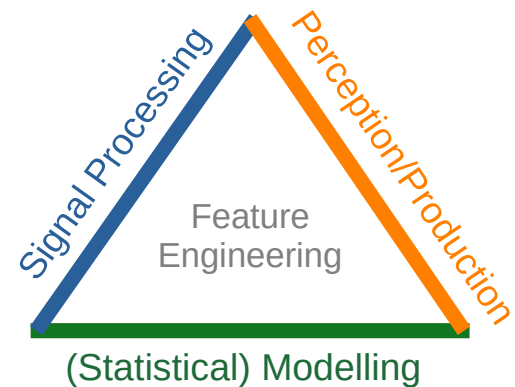 Signal Processing
Perception/Production
Feature
Engineering
(Statistical) Modelling